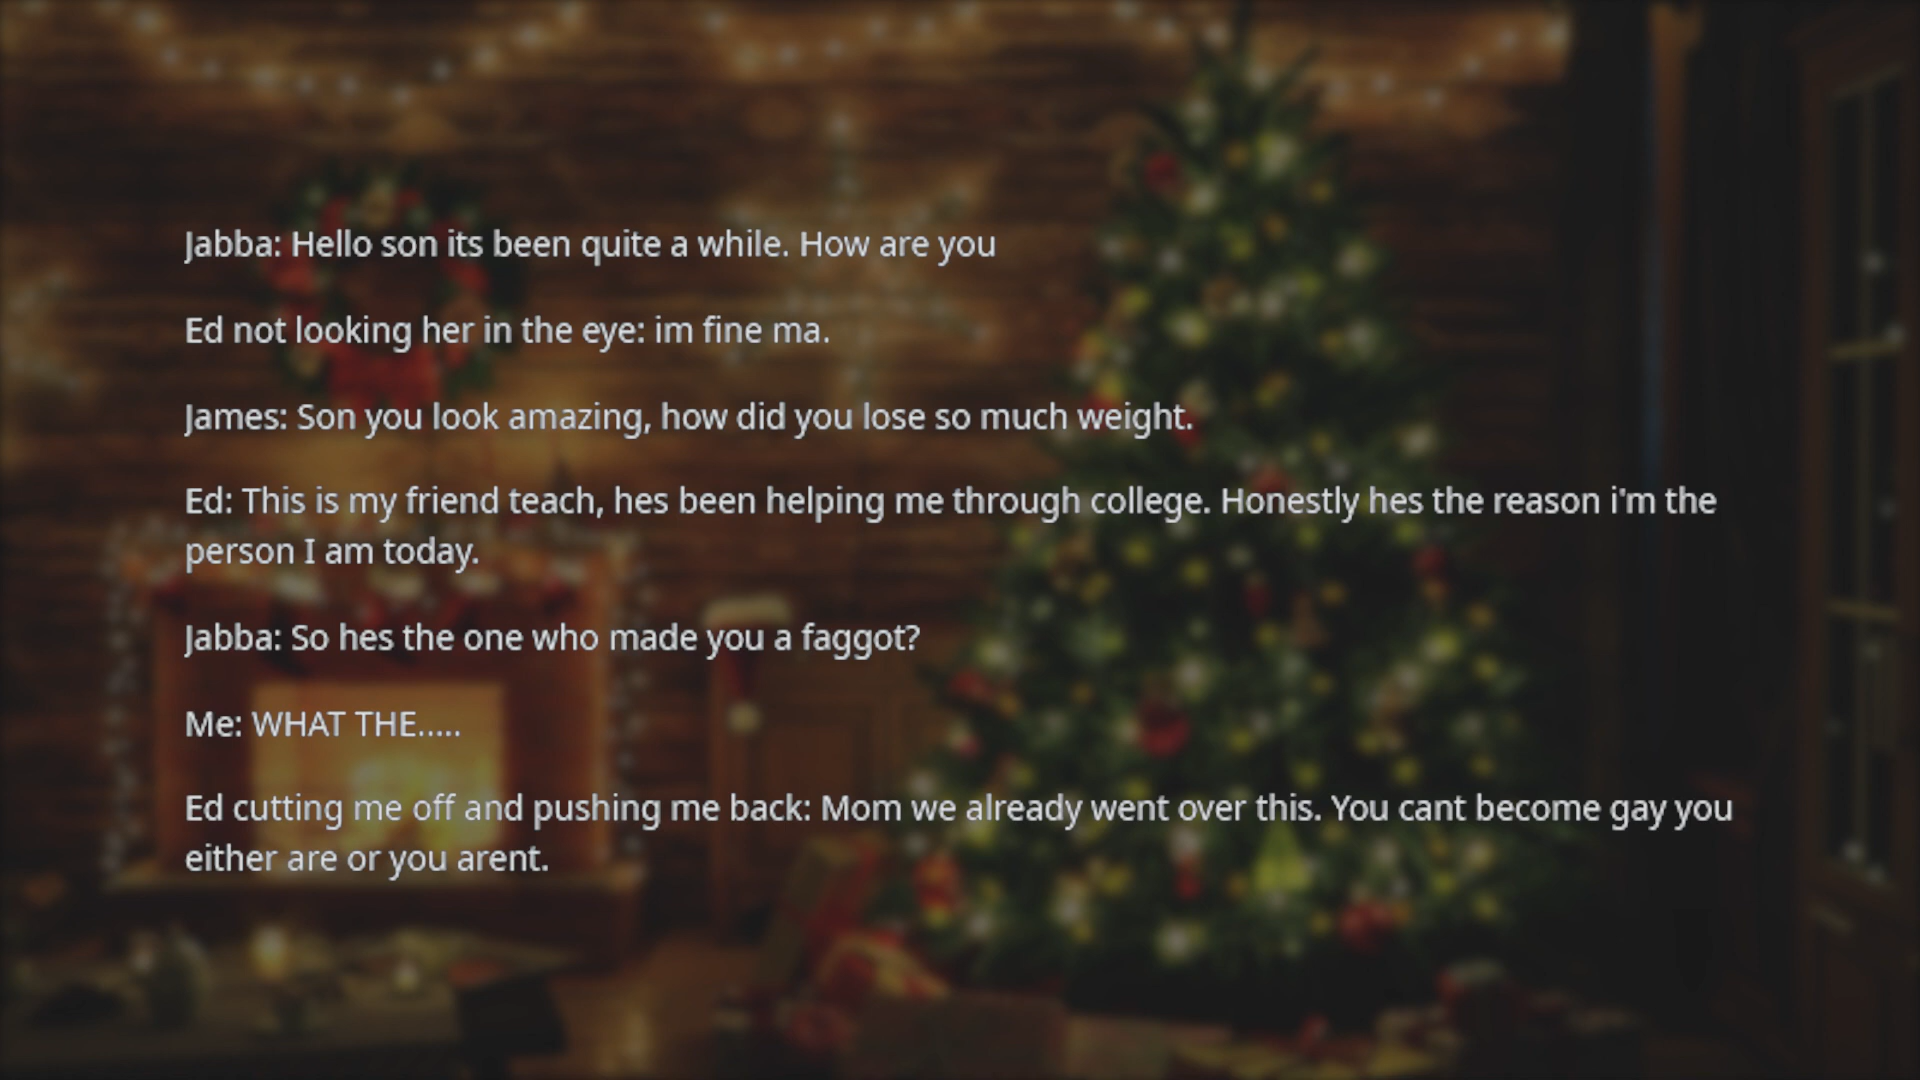 Jabba: Hello son its been quite a while. How are you
Ed not looking her in the eye: im fine ma.
James: Son you look amazing, how did you lose so much weight.
Ed: This is my friend teach, hes been helping me through college. Honestly hes the reason i'm the
person I am today.
Jabba: So hes the one who made you a faggot?
Me: WHAT THE.....
Ed cutting me off and pushing me back: Mom we already went over this. You cant become gay you
either are or you arent.